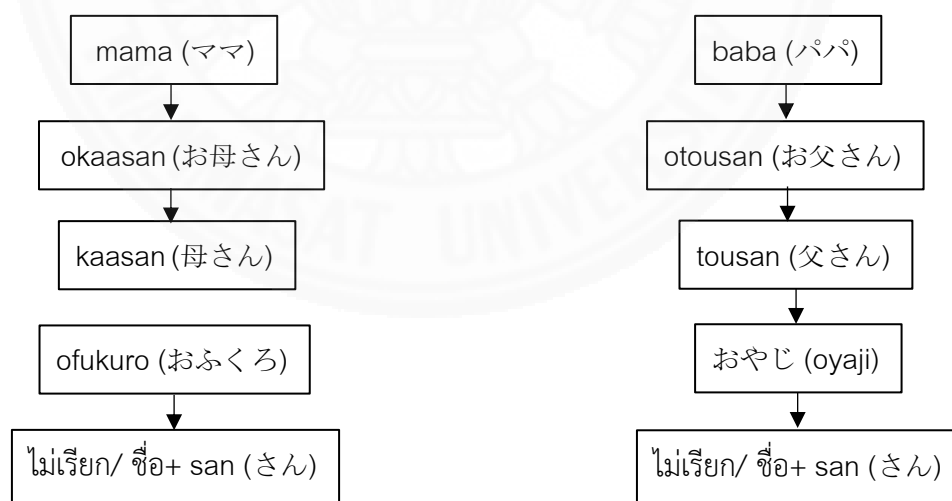 mama (ママ)
okaasan (お母さん)
kaasan (母さん)
ofukuro (おふくろ)
ไม่เรียก/ ชื่อ+ san (さん)
baba (パパ)
otousan (お父さん)
tousan (父さん)
おやじ (oyaji)
ไม่เรียก/ ชื่อ+ san (さん)
AT UNIVERSI